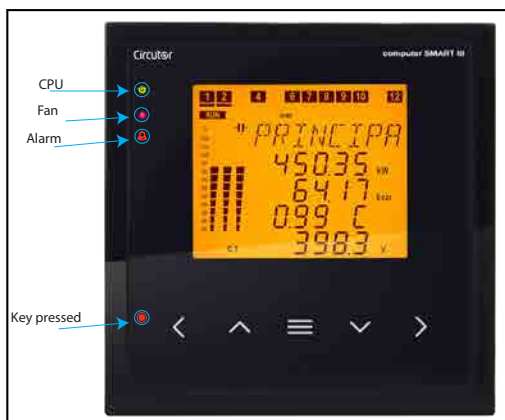 Circutor computer SMART III
CPU
Fan
Alarm
1 2 4 6 7 8 9 10 12
RUN
PRINCIPA
450.35 kW
64.17 kvar
0.99 C
398.3 V
C 1
Key pressed